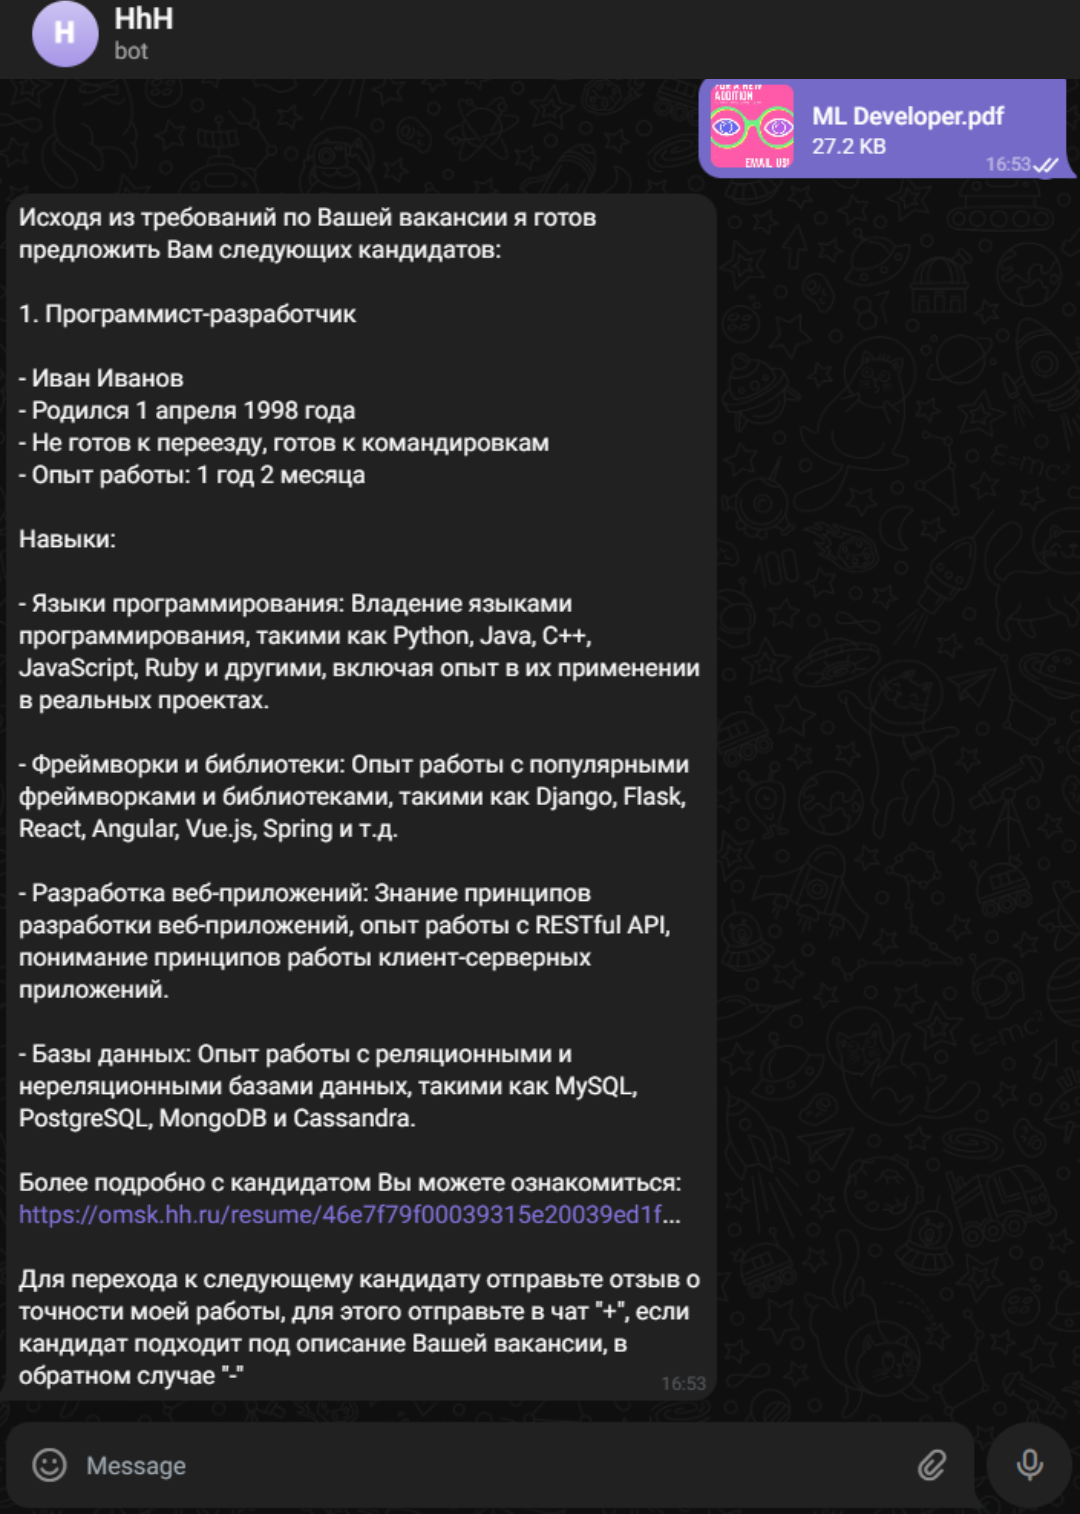 H
HhH
bot
FOR A NEW
ADDITION
EMAIL US!
ML Developer.pdf
27.2 KB
16:53
Исходя из требований по Вашей вакансии я готов
предложить Вам следующих кандидатов:
1. Программист-разработчик
- Иван Иванов
- Родился 1 апреля 1998 года
- Не готов к переезду, готов к командировкам
- Опыт работы: 1 год 2 месяца
Навыки:
- Языки программирования: Владение языками
программирования, такими как Python, Java, C++,
JavaScript, Ruby и другими, включая опыт в их применении
в реальных проектах.
- Фреймворки и библиотеки: Опыт работы с популярными
фреймворками и библиотеками, такими как Django, Flask,
React, Angular, Vue.js, Spring и т.д.
- Разработка веб-приложений: Знание принципов
разработки веб-приложений, опыт работы с RESTful API,
понимание принципов работы клиент-серверных
приложений.
- Базы данных: Опыт работы с реляционными и
нереляционными базами данных, такими как MySQL,
PostgreSQL, MongoDB и Cassandra.
Более подробно с кандидатом Вы можете ознакомиться:
https://omsk.hh.ru/resume/46e7f79f00039315e20039ed1f...
Для перехода к следующему кандидату отправьте отзыв о
точности моей работы, для этого отправьте в чат "+", если
кандидат подходит под описание Вашей вакансии, в
обратном случае "-"
16:53
Message